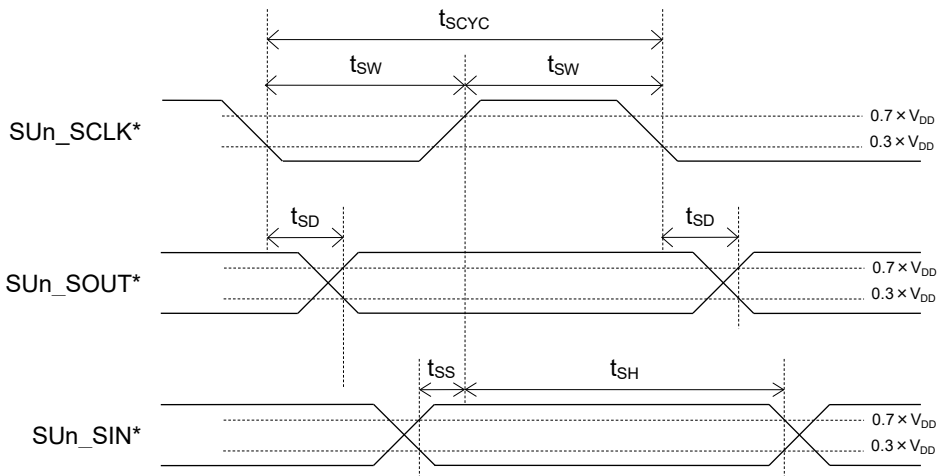 tSCYC
tSW tSW
SUn_SCLK*
0.7×VDD
0.3×VDD
tSD tSD
SUn_SOUT*
0.7×VDD
0.3×VDD
tSS tSH
SUn_SIN*
0.7×VDD
0.3×VDD